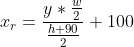 x_r = \frac{y * \frac{w}{2}}{\frac{h+90}{2}} + 100